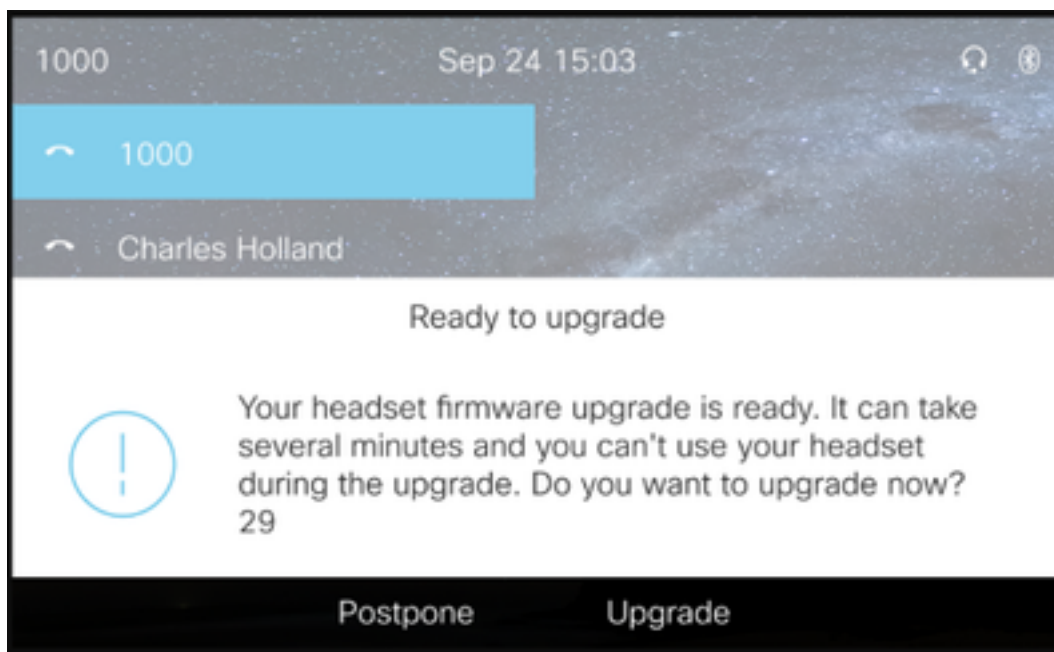 1000 Sep 24 15:03
1000
Charles Holland
Ready to upgrade
Your headset firmware upgrade is ready. It can take
several minutes and you can't use your headset
during the upgrade. Do you want to upgrade now?
29
Postpone Upgrade